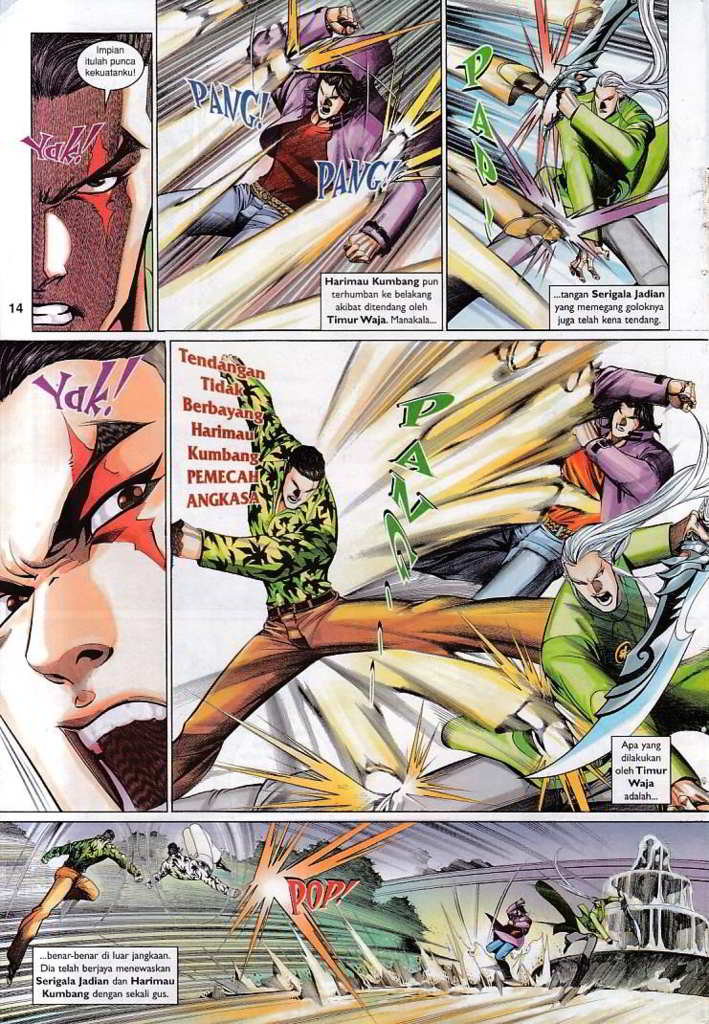 Impian
itulah punca
kekuatanku!
Yak!
PANG!
PANG!
Harimau Kumbang pun
terhumban ke belakang
akibat ditendang oleh
Timur Waja. Manakala...
PAP!
...tangan Serigala Jadian
yang memegang goloknya
juga telah kena tendang.
14
Yak!
Tendangan
Tidak
Berbayang
Harimau
Kumbang
PEMECAH
ANGKASA
PANG!
Apa yang
dilakukan
oleh Timur
Waja
adalah...
POP!
...benar-benar di luar jangkaan.
Dia telah berjaya menewaskan
Serigala Jadian dan Harimau
Kumbang dengan sekali gus.